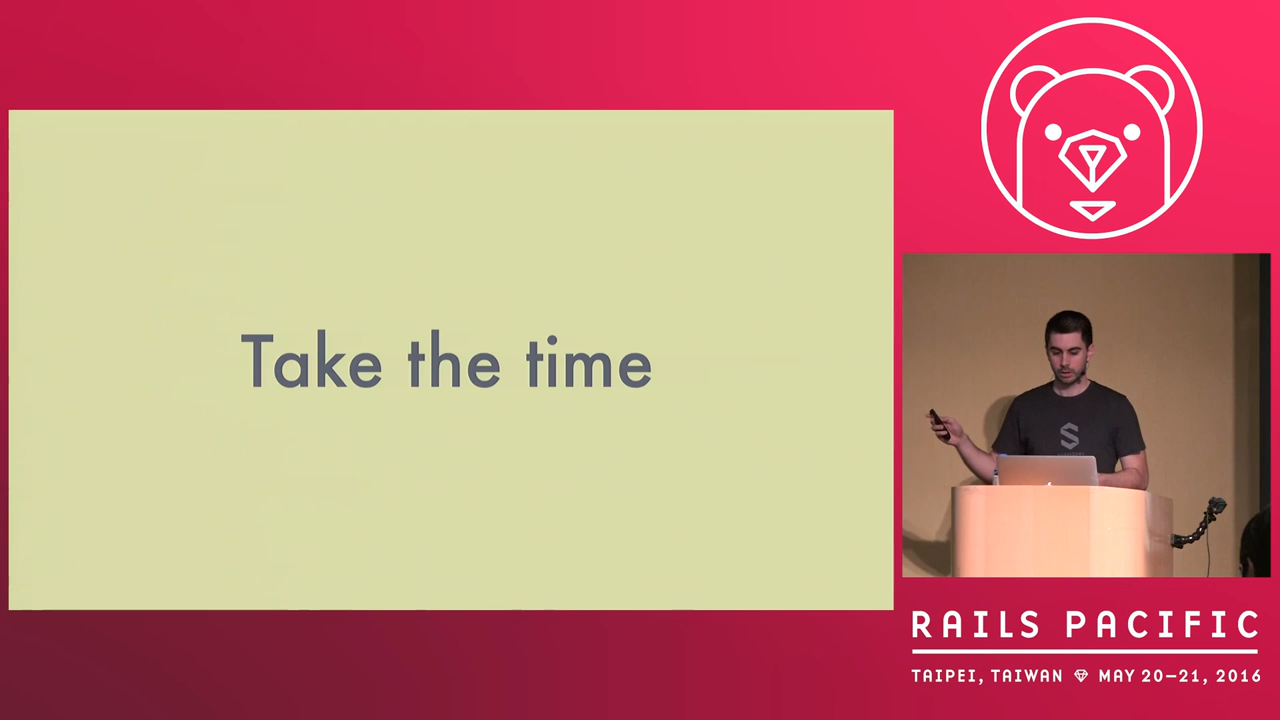 Take the time
S
RAILS PACIFIC
TAIPEI, TAIWAN MAY 20–21, 2016